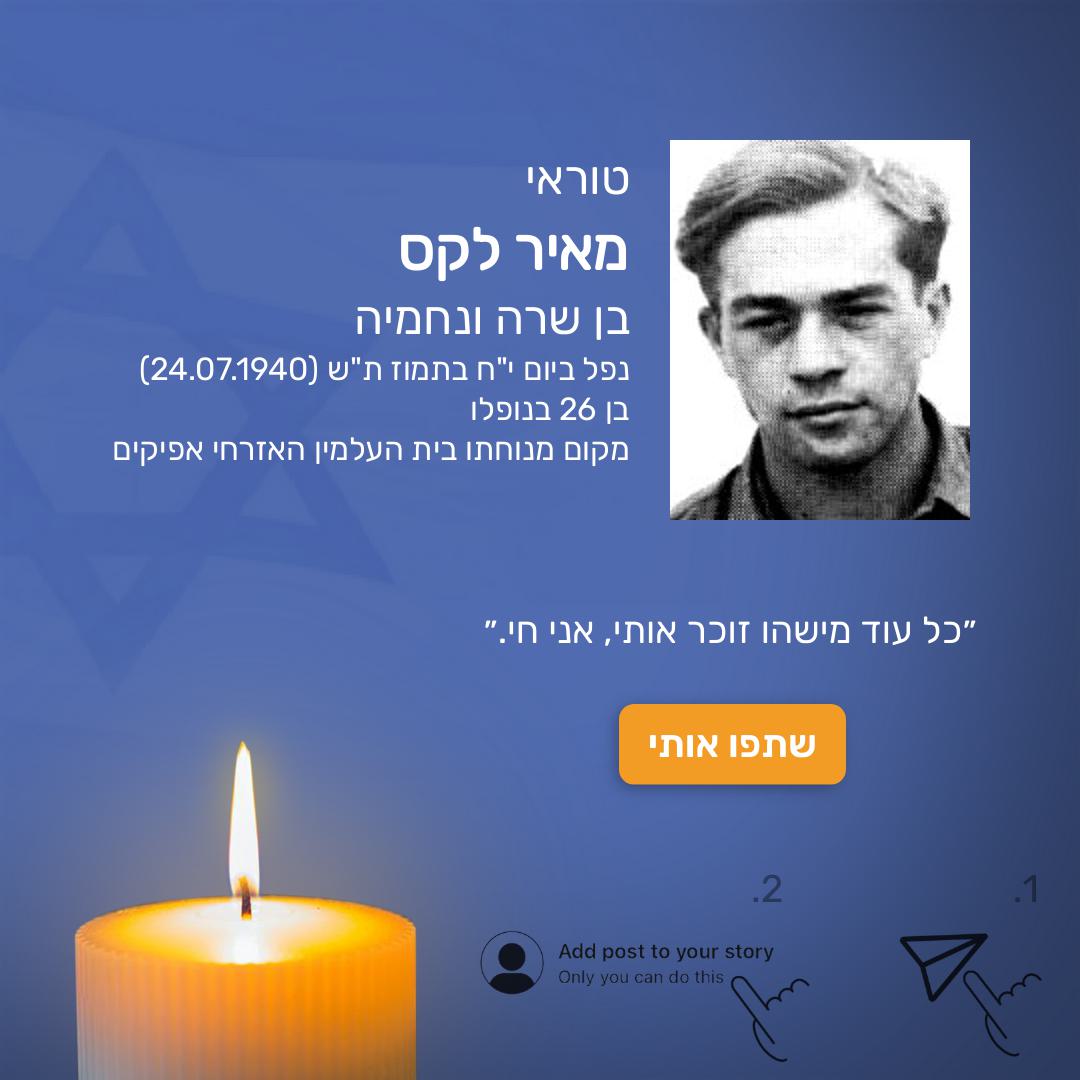 טוראי
מאיר לקס
בן שרה ונחמיה
נפל ביום י"ח בתמוז ת"ש (24.07.1940)
בן 26 בנופלו
מקום מנוחתו בית העלמין האזרחי אפיקים
״כל עוד מישהו זוכר אותי, אני חי.״
שתפו אותי
1.
2.
Add post to your story
Only you can do this